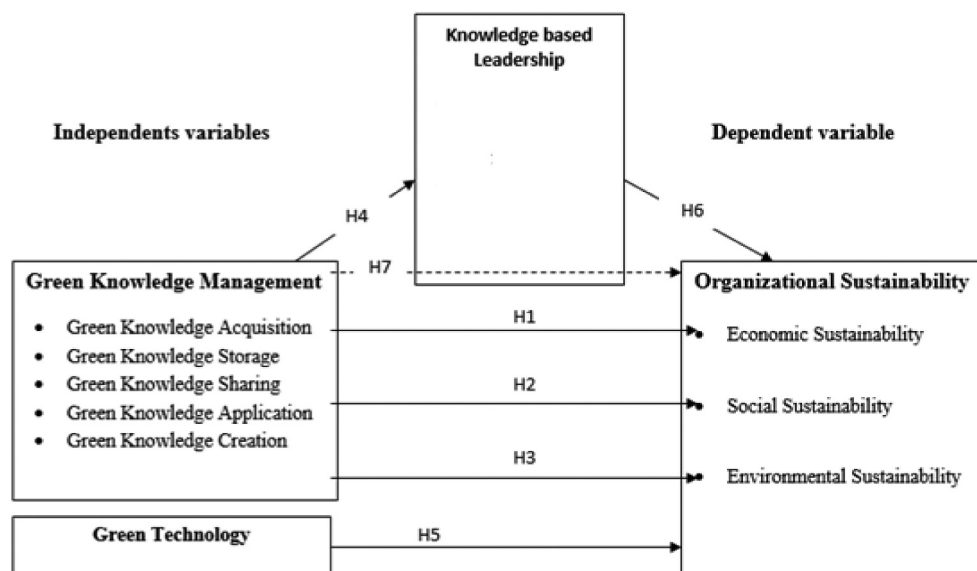 Knowledge based
Leadership
Independents variables
Dependent variable
H4
H6
H7
Green Knowledge Management
• Green Knowledge Acquisition
• Green Knowledge Storage
• Green Knowledge Sharing
• Green Knowledge Application
• Green Knowledge Creation
H1
H2
H3
Organizational Sustainability
• Economic Sustainability
• Social Sustainability
• Environmental Sustainability
Green Technology
H5